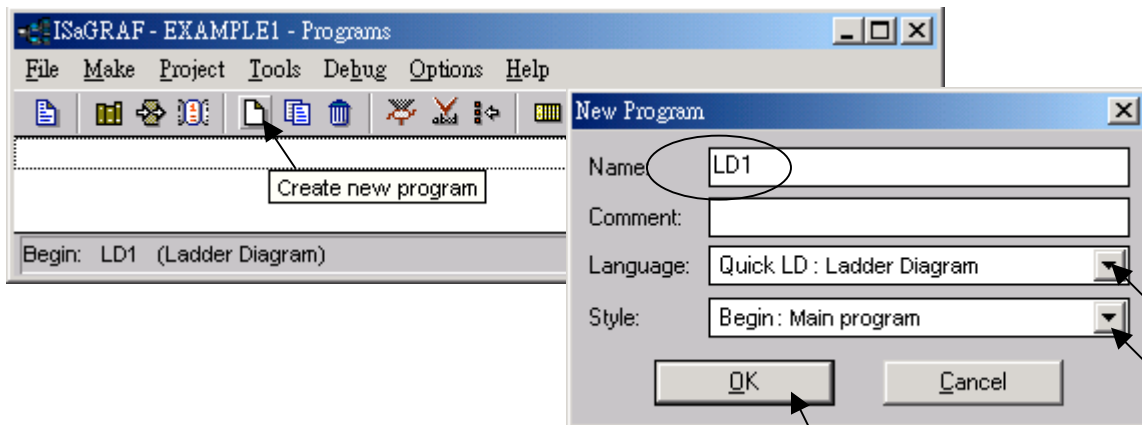 ISaGRAF - EXAMPLE1 - Programs
File Make Project Tools Debug Options Help
Create new program
Begin: LD1 (Ladder Diagram)
New Program
Name:
LD1
Comment:
Language:
Quick LD : Ladder Diagram
Style:
Begin : Main program
OK
Cancel